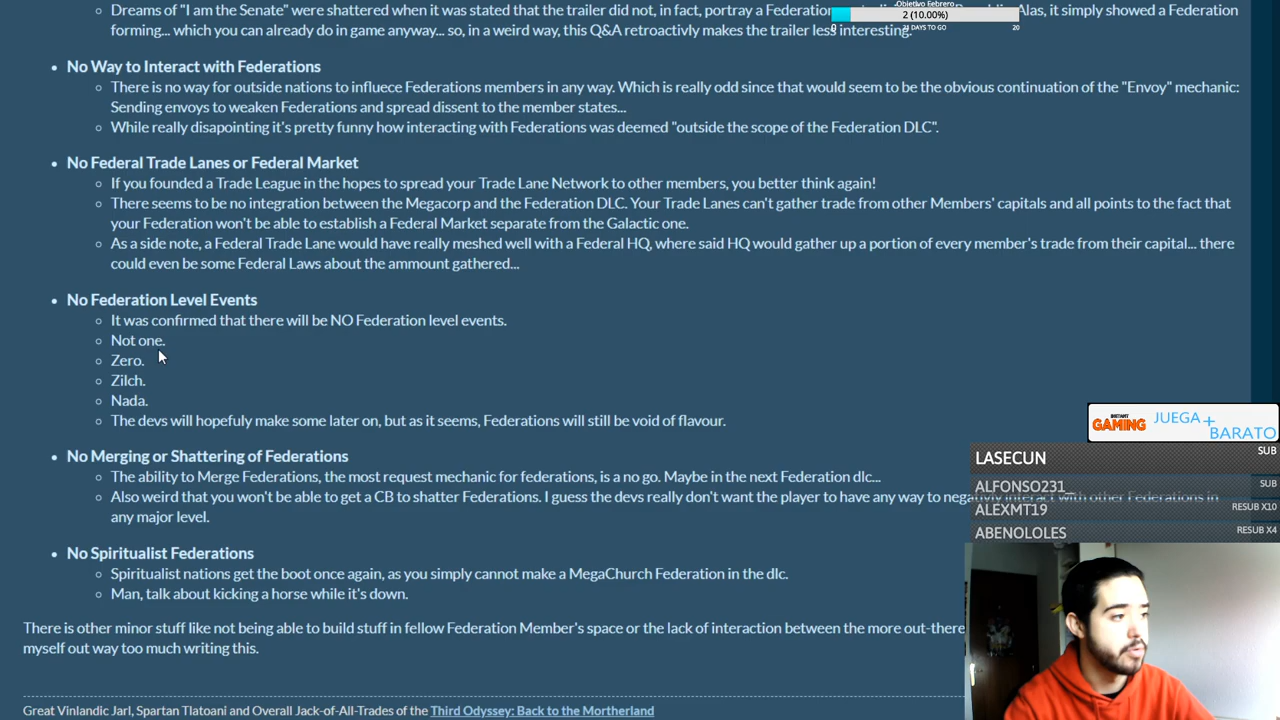 Dreams of "I am the Senate" were shattered when it was stated that the trailer did not, in fact, portray a Federation Alas, it simply showed a Federation
forming... which you can already do in game anyway... so, in a weird way, this Q&A retroactivly makes the trailer less interesting.
Objetivo Febrero
2 (10.00%)
0 21 DAYS TO GO 20
No Way to Interact with Federations
There is no way for outside nations to influece Federations members in any way. Which is really odd since that would seem to be the obvious continuation of the "Envoy" mechanic:
Sending envoys to weaken Federations and spread dissent to the member states...
While really disapointing it's pretty funny how interacting with Federations was deemed "outside the scope of the Federation DLC".
No Federal Trade Lanes or Federal Market
If you founded a Trade League in the hopes to spread your Trade Lane Network to other members, you better think again!
There seems to be no integration between the Megacorp and the Federation DLC. Your Trade Lanes can't gather trade from other Members' capitals and all points to the fact that
your Federation won't be able to establish a Federal Market separate from the Galactic one.
As a side note, a Federal Trade Lane would have really meshed well with a Federal HQ, where said HQ would gather up a portion of every member's trade from their capital... there
could even be some Federal Laws about the ammount gathered...
No Federation Level Events
It was confirmed that there will be NO Federation level events.
Not one.
Zero.
Zilch.
Nada.
The devs will hopefuly make some later on, but as it seems, Federations will still be void of flavour.
INSTANT GAMING JUEGA+ BARATO
No Merging or Shattering of Federations
The ability to Merge Federations, the most request mechanic for federations, is a no go. Maybe in the next Federation dlc...
Also weird that you won't be able to get a CB to shatter Federations. I guess the devs really don't want the player to have any way to negativly interact with other Federations in
any major level.
LASECUN SUB
ALFONSO231_ SUB
ALEXMT19 RESUB X10
ABENOLOLES RESUB X4
No Spiritualist Federations
Spiritualist nations get the boot once again, as you simply cannot make a MegaChurch Federation in the dlc.
Man, talk about kicking a horse while it's down.
There is other minor stuff like not being able to build stuff in fellow Federation Member's space or the lack of interaction between the more out-there
myself out way too much writing this.
Great Vinlandic Jarl, Spartan Tlatoani and Overall Jack-of-All-Trades of the Third Odyssey: Back to the Mortherland